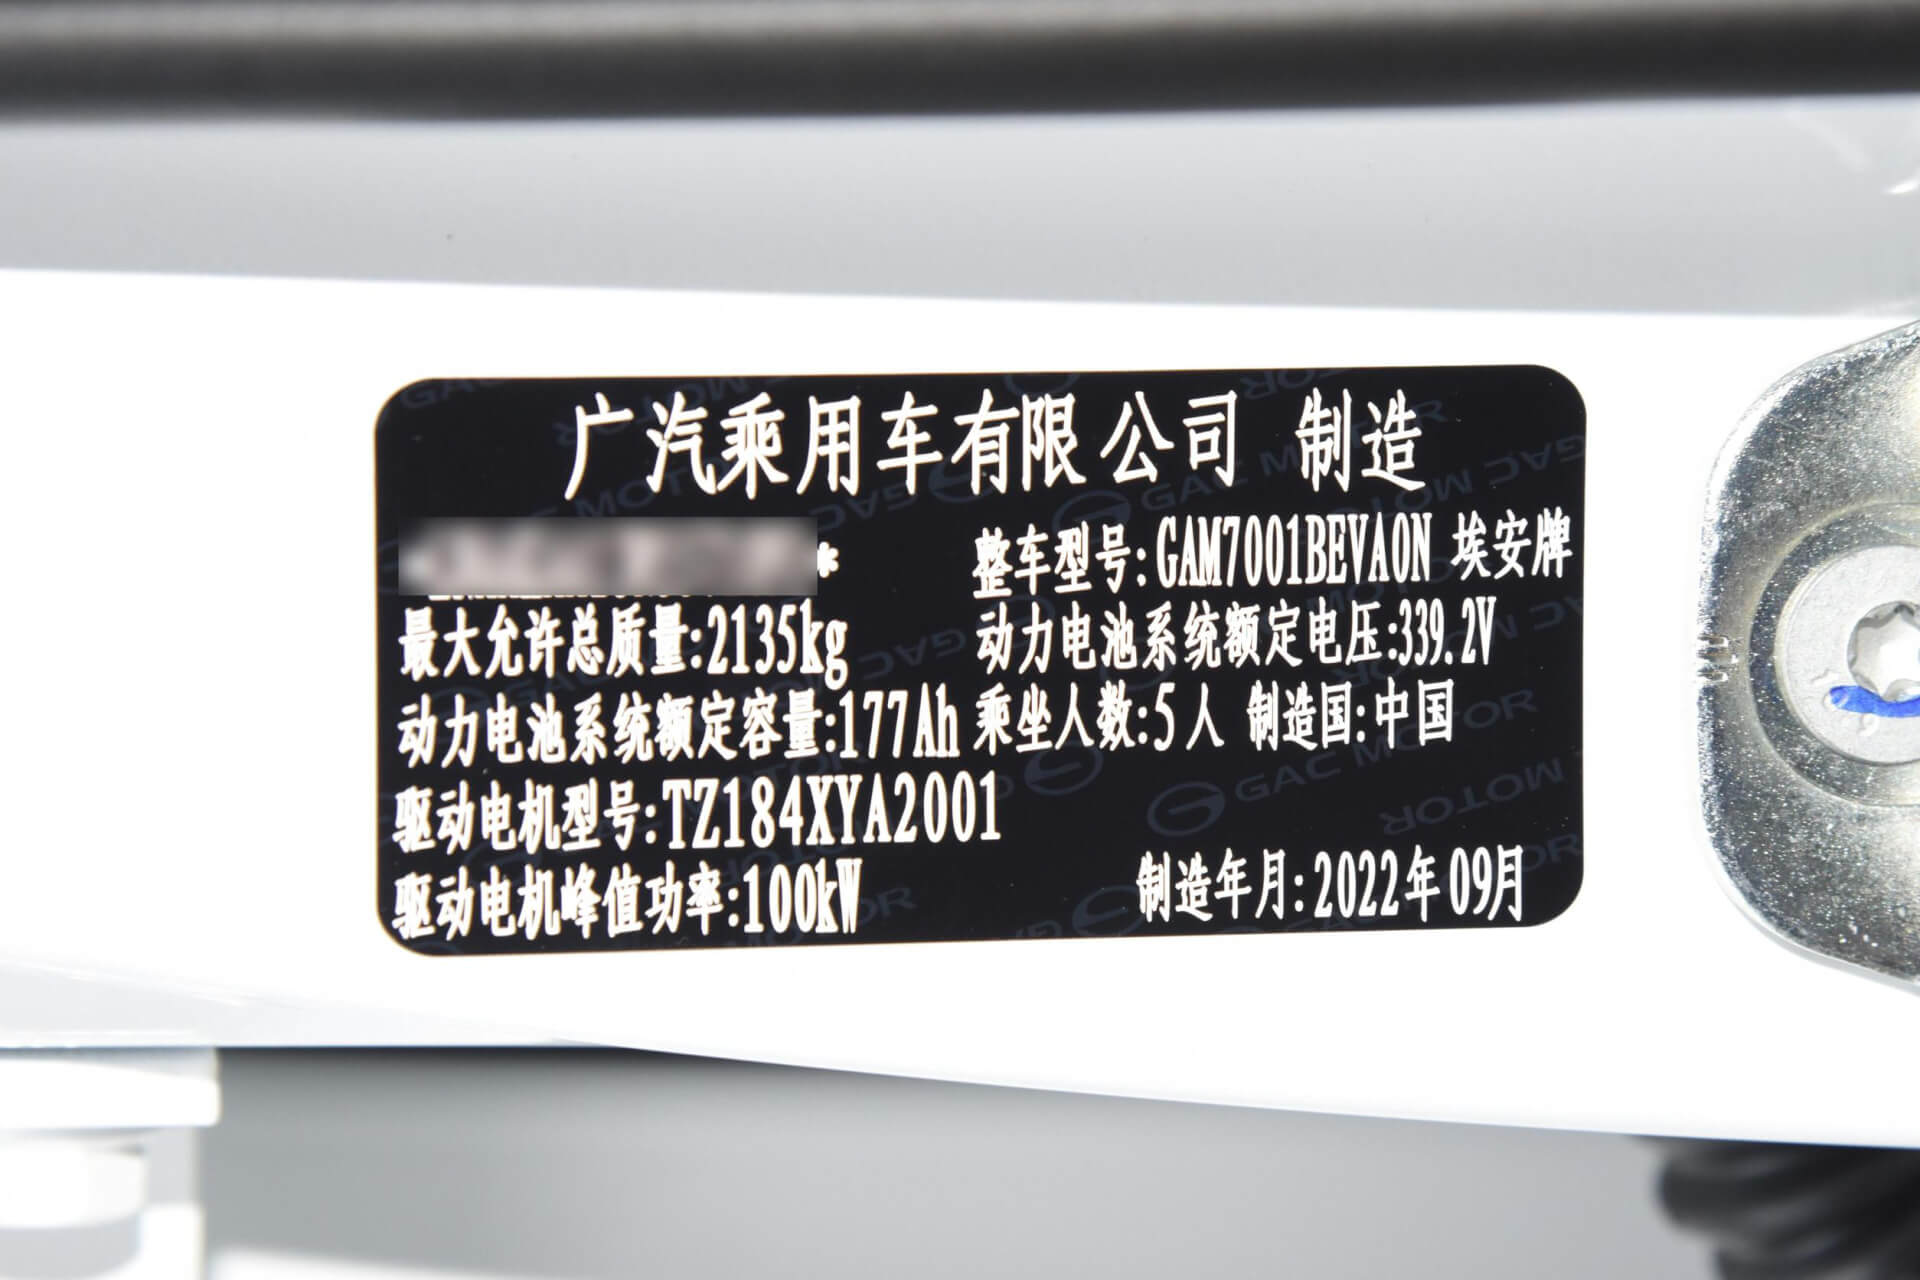 广汽乘用车有限公司 制造
* 整车型号:GAM7001BEVA0N 埃安牌
最大允许总质量:2135kg 动力电池系统额定电压:339.2V
动力电池系统额定容量:177Ah 乘坐人数:5人 制造国:中国
驱动电机型号:TZ184XYA2001
驱动电机峰值功率:100kW 制造年月:2022年09月
GAC MOTOR